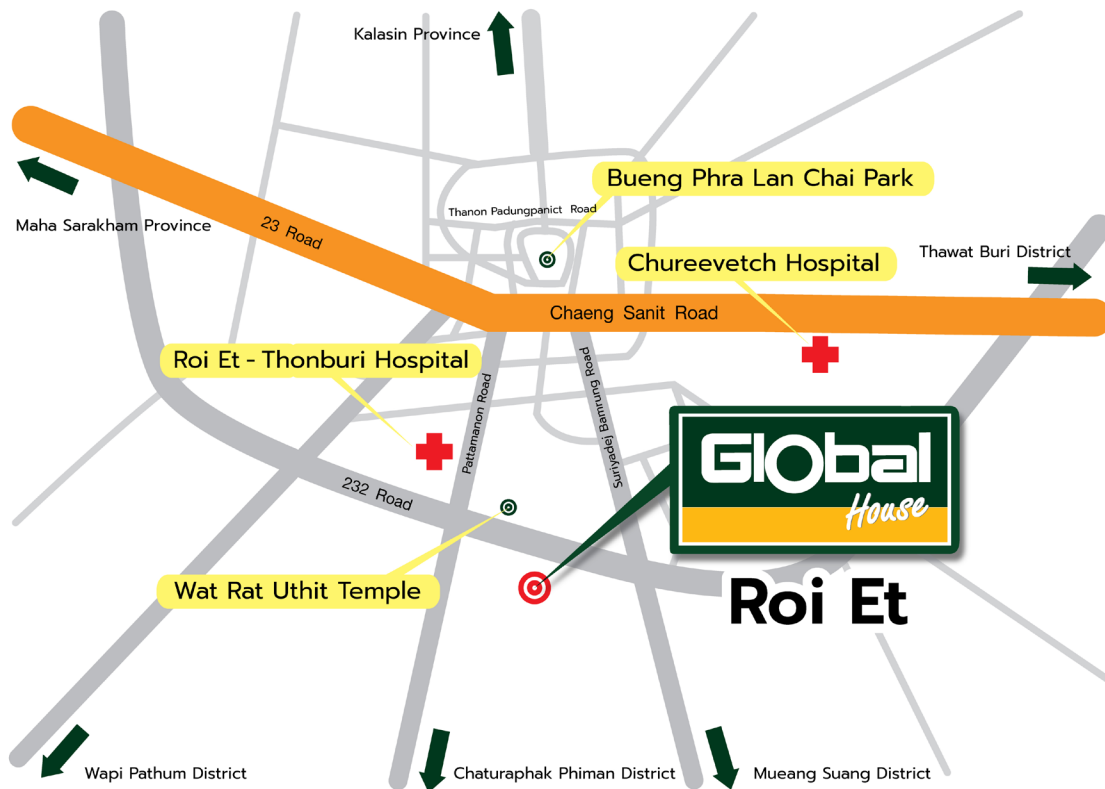 Kalasin Province
Bueng Phra Lan Chai Park
Thanon Padungpanict Road
Maha Sarakham Province
23 Road
Chureevetch Hospital
Thawat Buri District
Chaeng Sanit Road
Roi Et - Thonburi Hospital
Pattamanon Road
Suriyadej Bamrung Road
232 Road
Global
House
Wat Rat Uthit Temple
Roi Et
Wapi Pathum District
Chaturaphak Phiman District
Mueang Suang District